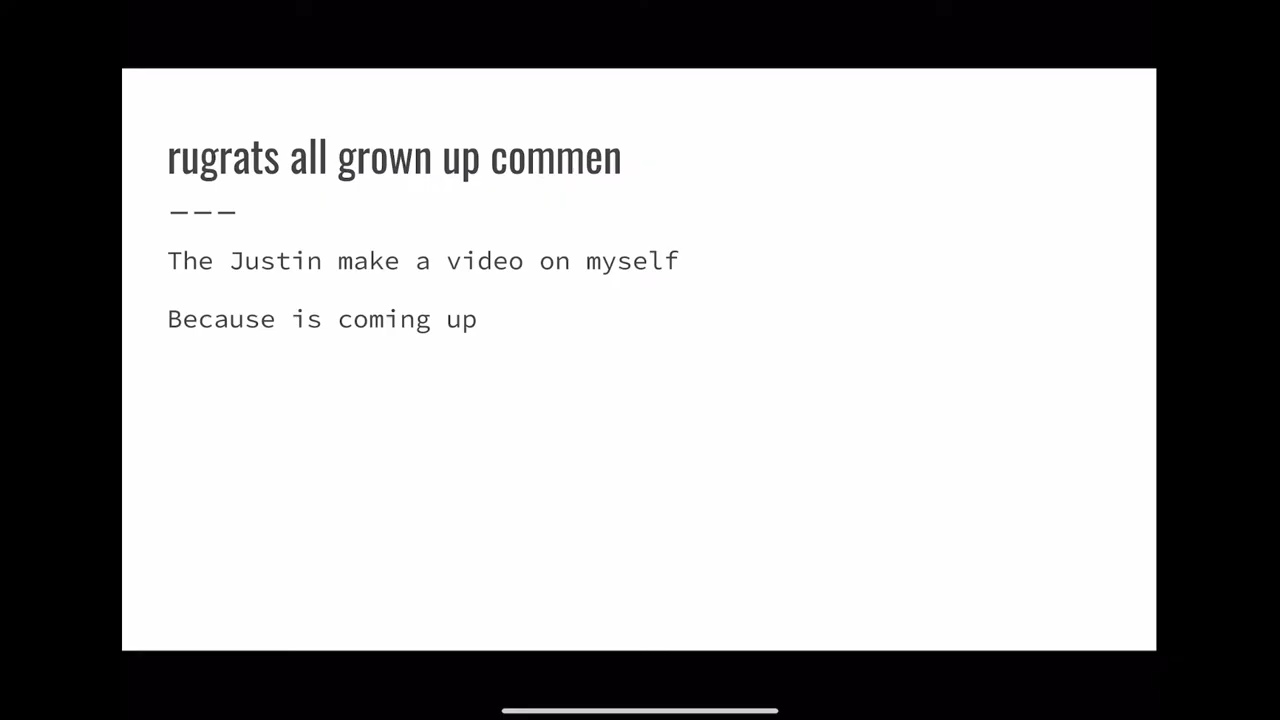 rugrats all grown up commen
The Justin make a video on myself
Because is coming up